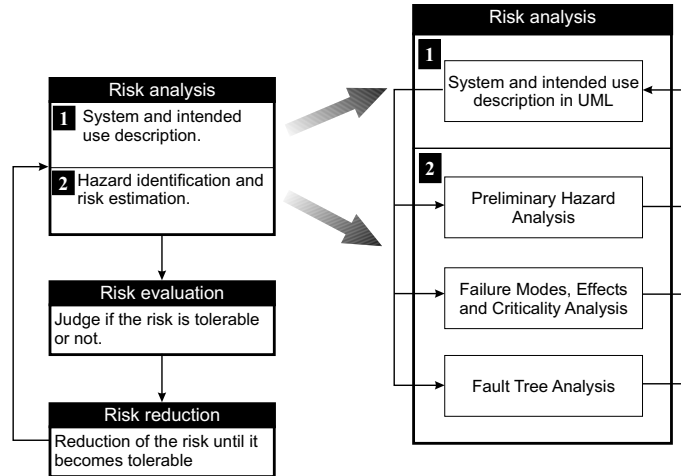 Risk analysis
1 System and intended
use description.
2 Hazard identification and
risk estimation.
Risk evaluation
Judge if the risk is tolerable
or not.
Risk reduction
Reduction of the risk until it
becomes tolerable
Risk analysis
1
System and intended use
description in UML
2
Preliminary Hazard
Analysis
Failure Modes, Effects
and Criticality Analysis
Fault Tree Analysis